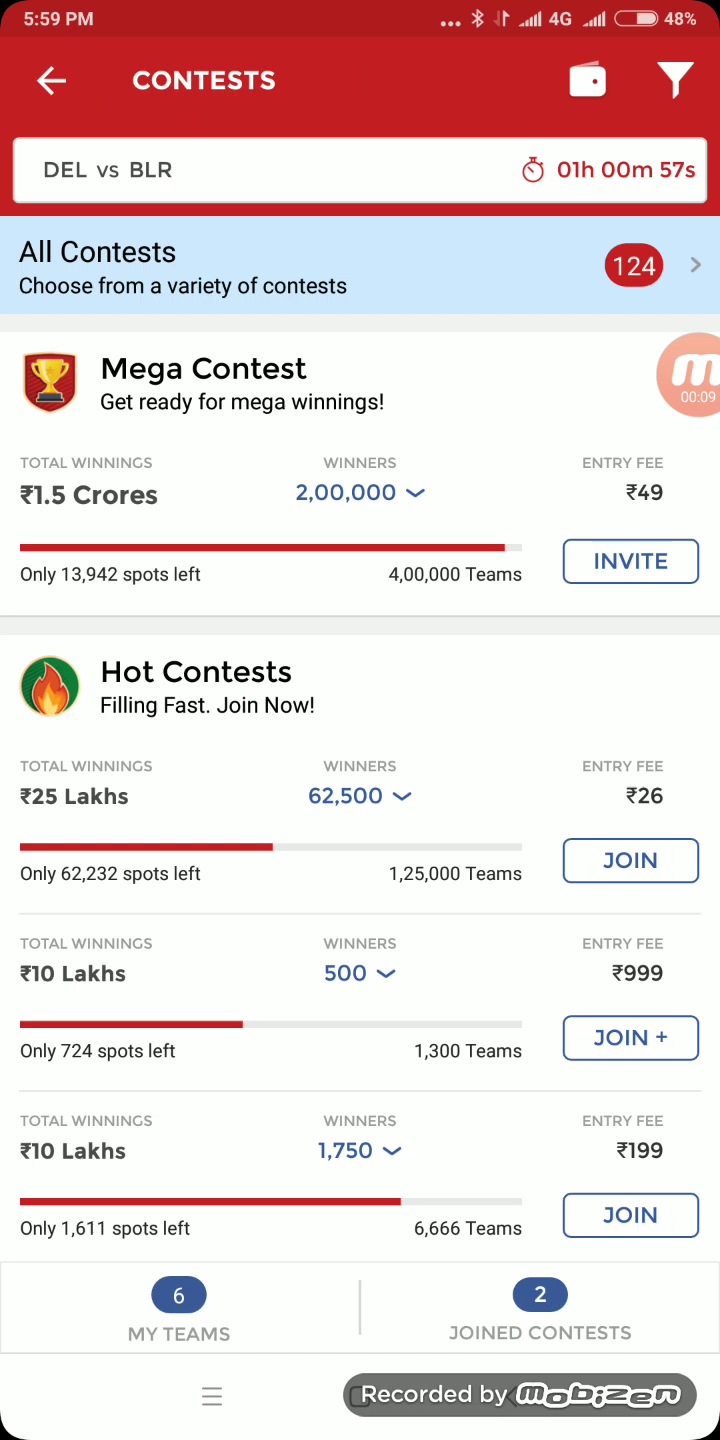 5:59 PM
4G
48%
CONTESTS
DEL vs BLR
01h 00m 57s
All Contests
Choose from a variety of contests
124
Mega Contest
Get ready for mega winnings!
m
00:09
TOTAL WINNINGS WINNERS ENTRY FEE
₹1.5 Crores 2,00,000 ₹49
Only 13,942 spots left 4,00,000 Teams
INVITE
Hot Contests
Filling Fast. Join Now!
TOTAL WINNINGS WINNERS ENTRY FEE
₹25 Lakhs 62,500 ₹26
Only 62,232 spots left 1,25,000 Teams
JOIN
TOTAL WINNINGS WINNERS ENTRY FEE
₹10 Lakhs 500 ₹999
Only 724 spots left 1,300 Teams
JOIN +
TOTAL WINNINGS WINNERS ENTRY FEE
₹10 Lakhs 1,750 ₹199
Only 1,611 spots left 6,666 Teams
JOIN
6 2
MY TEAMS JOINED CONTESTS
Recorded by mobizen